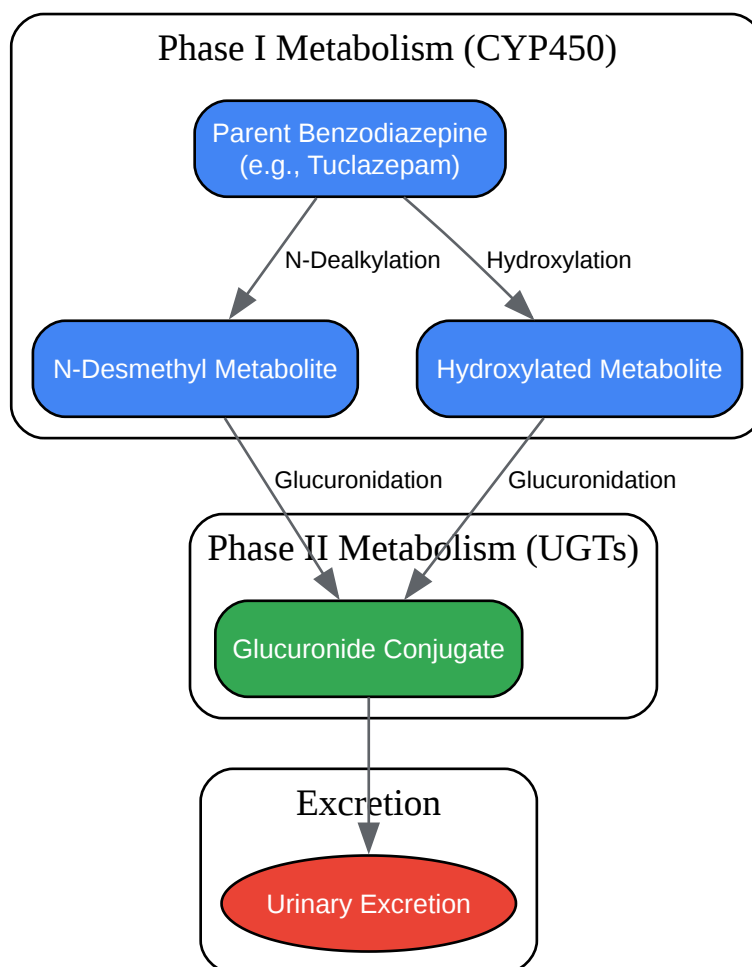 Phase I Metabolism (CYP450)
Parent Benzodiazepine
(e.g., Tuclazepam)
N-Dealkylation
Hydroxylation
N-Desmethyl Metabolite
Hydroxylated Metabolite
Glucuronidation
Glucuronidation
Phase II Metabolism (UGTs)
Glucuronide Conjugate
Excretion
Urinary Excretion